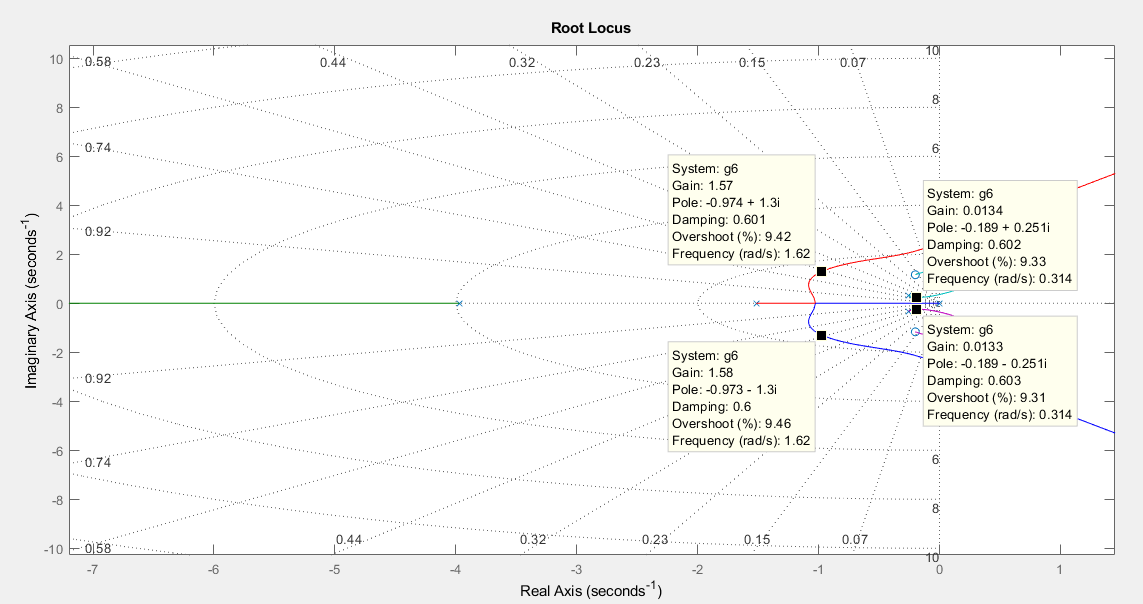 Root Locus
Imaginary Axis (seconds⁻¹)
10
8
6
4
2
0
-2
-4
-6
-8
-10
0.58
0.44
0.32
0.23
0.15
0.07
10
8
6
0.74
0.92
0.92
0.74
0.58
0.44
0.32
0.23
0.15
0.07
6
8
10
System: g6
Gain: 1.57
Pole: -0.974 + 1.3i
Damping: 0.601
Overshoot (%): 9.42
Frequency (rad/s): 1.62
System: g6
Gain: 0.0134
Pole: -0.189 + 0.251i
Damping: 0.602
Overshoot (%): 9.33
Frequency (rad/s): 0.314
System: g6
Gain: 1.58
Pole: -0.973 - 1.3i
Damping: 0.6
Overshoot (%): 9.46
Frequency (rad/s): 1.62
System: g6
Gain: 0.0133
Pole: -0.189 - 0.251i
Damping: 0.603
Overshoot (%): 9.31
Frequency (rad/s): 0.314
-7 -6 -5 -4 -3 -2 -1 0 1
Real Axis (seconds⁻¹)